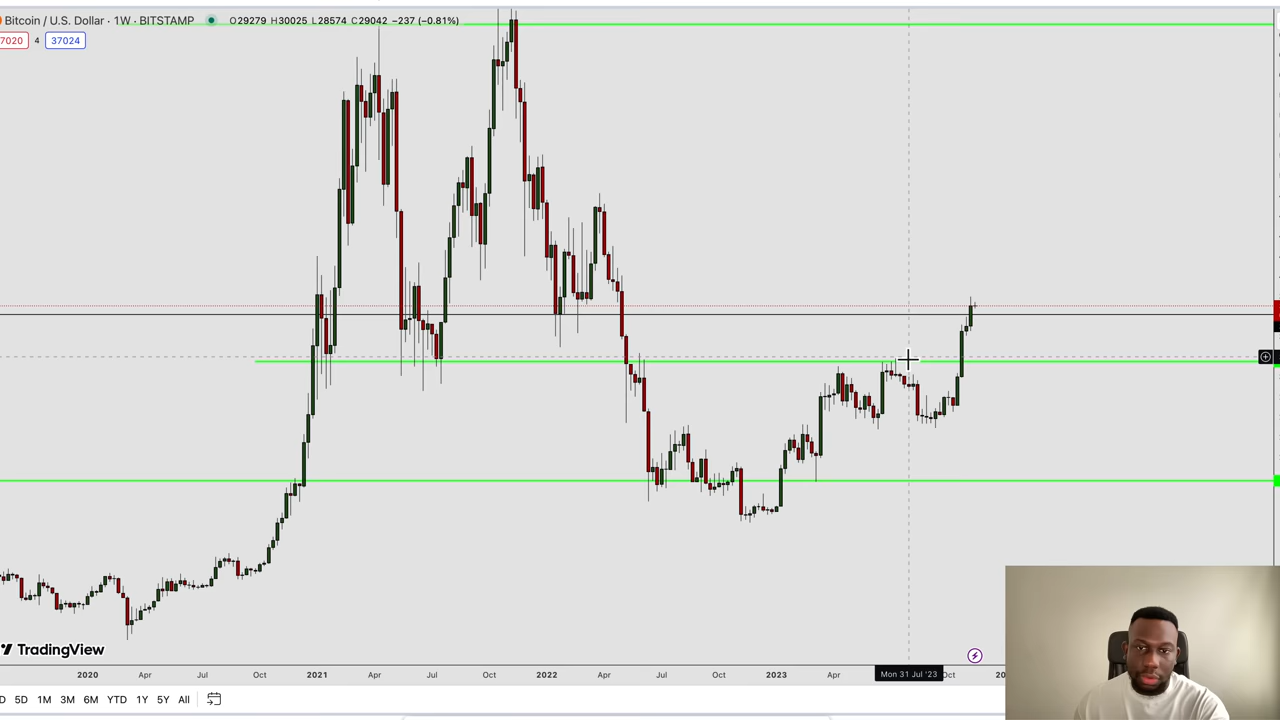 Bitcoin / U.S. Dollar · 1W · BITSTAMP O29279 H30025 L28574 C29042 −237 (−0.81%)
7020 4 37024
TradingView
2020 Apr Jul Oct 2021 Apr Jul Oct 2022 Apr Jul Oct 2023 Apr Mon 31 Jul '23 Oct 20
D 5D 1M 3M 6M YTD 1Y 5Y All